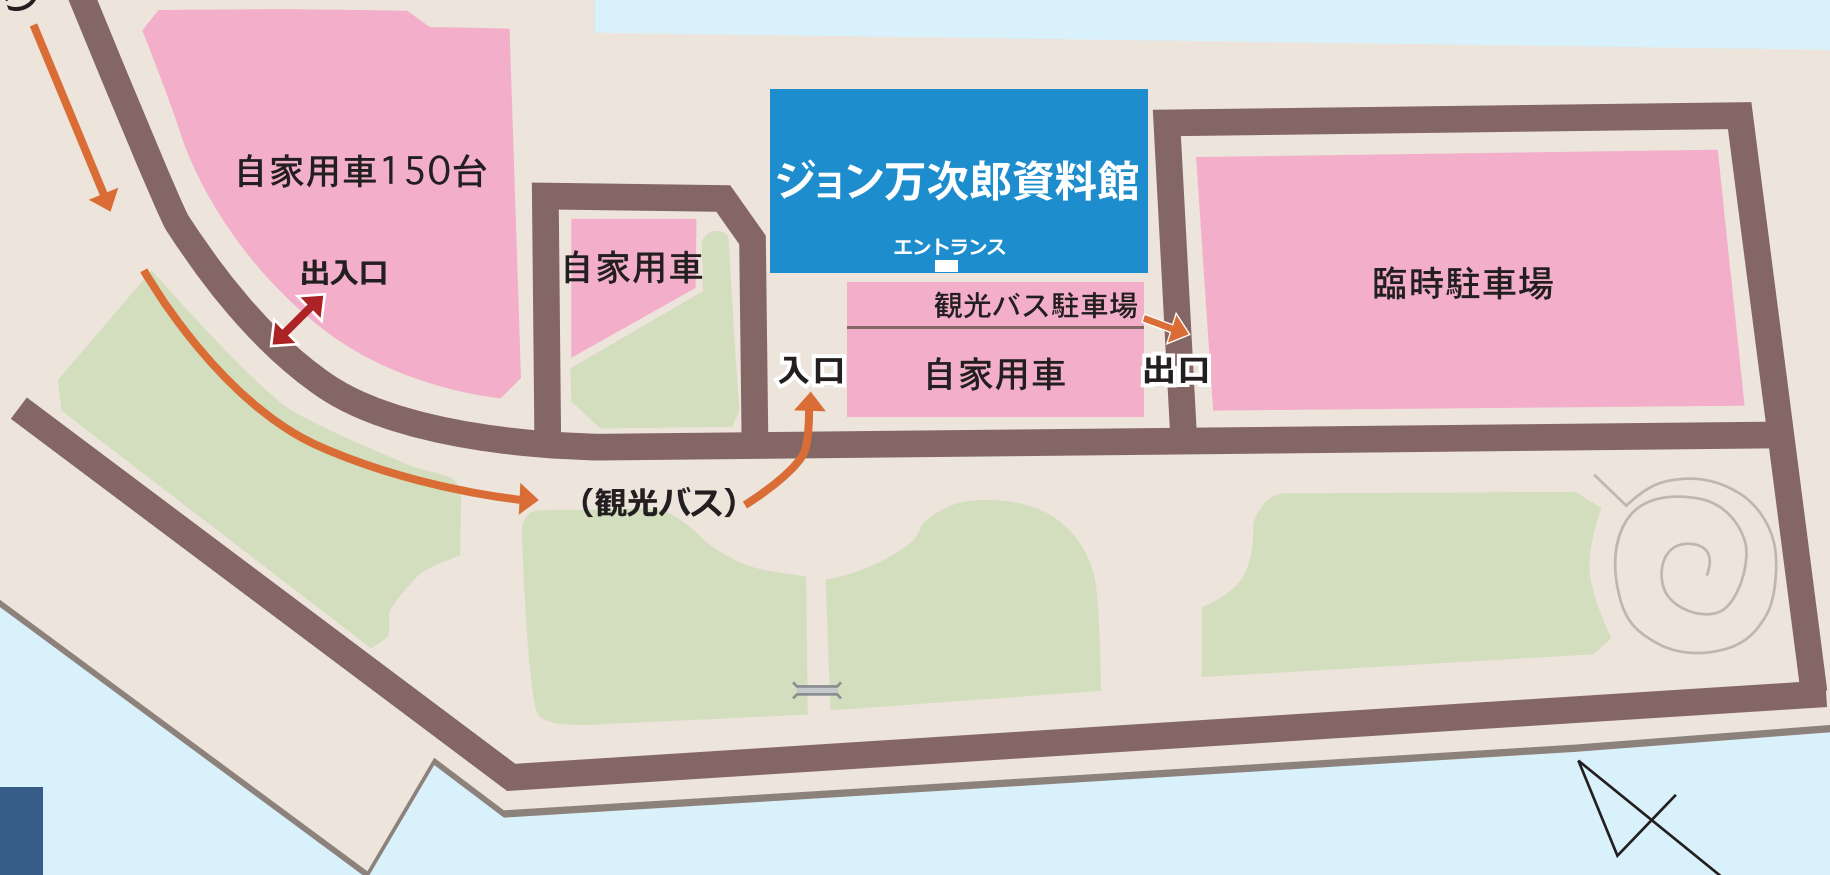 自家用車150台
出入口
自家用車
ジョン万次郎資料館
エントランス
観光バス駐車場
自家用車
入口
出口
臨時駐車場
（観光バス）